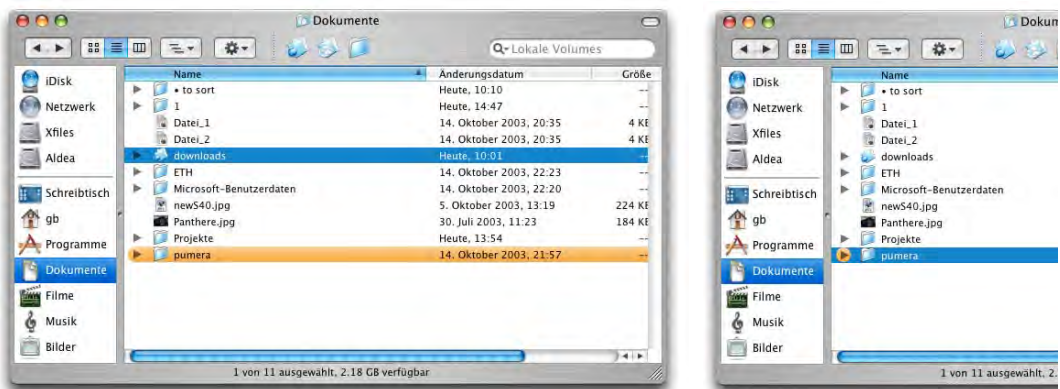 Dokumente
Lokale Volumes
Name Änderungsdatum Größe
iDisk
Netzwerk
Xfiles
Aldea
Schreibtisch
gb
Programme
Dokumente
Filme
Musik
Bilder
• to sort Heute, 10:10 --
1 Heute, 14:47 --
Datei_1 14. Oktober 2003, 20:35 4 KE
Datei_2 14. Oktober 2003, 20:35 4 KE
downloads Heute, 10:01 --
ETH 14. Oktober 2003, 22:23 --
Microsoft-Benutzerdaten 14. Oktober 2003, 22:20 --
newS40.jpg 5. Oktober 2003, 13:19 224 KE
Panthere.jpg 30. Juli 2003, 11:23 184 KE
Projekte Heute, 13:54 --
pumera 14. Oktober 2003, 21:57 --
1 von 11 ausgewählt, 2.18 GB verfügbar
Dokum
Name
iDisk
Netzwerk
Xfiles
Aldea
Schreibtisch
gb
Programme
Dokumente
Filme
Musik
Bilder
• to sort
1
Datei_1
Datei_2
downloads
ETH
Microsoft-Benutzerdaten
newS40.jpg
Panthere.jpg
Projekte
pumera
1 von 11 ausgewählt, 2.